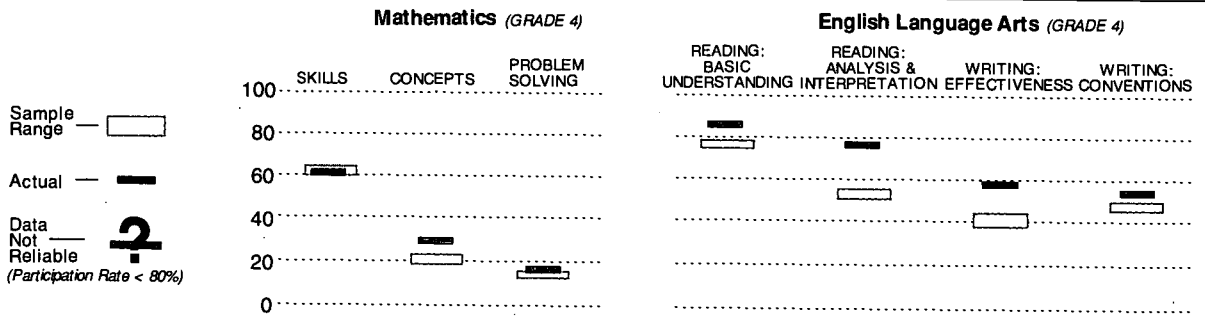 Mathematics (GRADE 4)
English Language Arts (GRADE 4)
SKILLS
CONCEPTS
PROBLEM
SOLVING
READING:
BASIC
UNDERSTANDING
READING:
ANALYSIS &
INTERPRETATION
WRITING:
EFFECTIVENESS
WRITING:
CONVENTIONS
100
80
60
40
20
0
Sample
Range
Actual
Data
Not
Reliable
?
(Participation Rate < 80%)